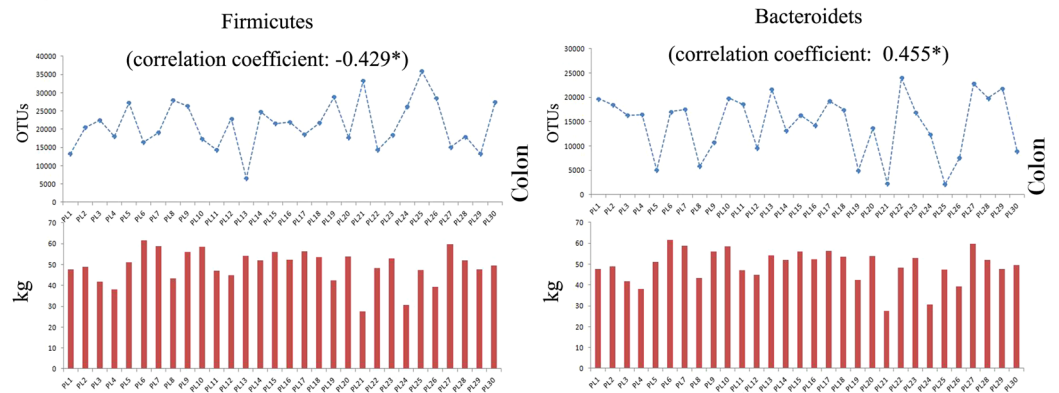 Firmicutes
(correlation coefficient: -0.429*)
40000
35000
30000
25000
20000
15000
10000
5000
0
OTUs
PL1 PL2 PL3 PL4 PL5 PL6 PL7 PL8 PL9 PL10 PL11 PL12 PL13 PL14 PL15 PL16 PL17 PL18 PL19 PL20 PL21 PL22 PL23 PL24 PL25 PL26 PL27 PL28 PL29 PL30
Colon
70
60
50
40
30
20
10
0
kg
PL1 PL2 PL3 PL4 PL5 PL6 PL7 PL8 PL9 PL10 PL11 PL12 PL13 PL14 PL15 PL16 PL17 PL18 PL19 PL20 PL21 PL22 PL23 PL24 PL25 PL26 PL27 PL28 PL29 PL30
Bacteroidets
(correlation coefficient: 0.455*)
30000
25000
20000
15000
10000
5000
0
OTUs
PL1 PL2 PL3 PL4 PL5 PL6 PL7 PL8 PL9 PL10 PL11 PL12 PL13 PL14 PL15 PL16 PL17 PL18 PL19 PL20 PL21 PL22 PL23 PL24 PL25 PL26 PL27 PL28 PL29 PL30
Colon
70
60
50
40
30
20
10
0
kg
PL1 PL2 PL3 PL4 PL5 PL6 PL7 PL8 PL9 PL10 PL11 PL12 PL13 PL14 PL15 PL16 PL17 PL18 PL19 PL20 PL21 PL22 PL23 PL24 PL25 PL26 PL27 PL28 PL29 PL30